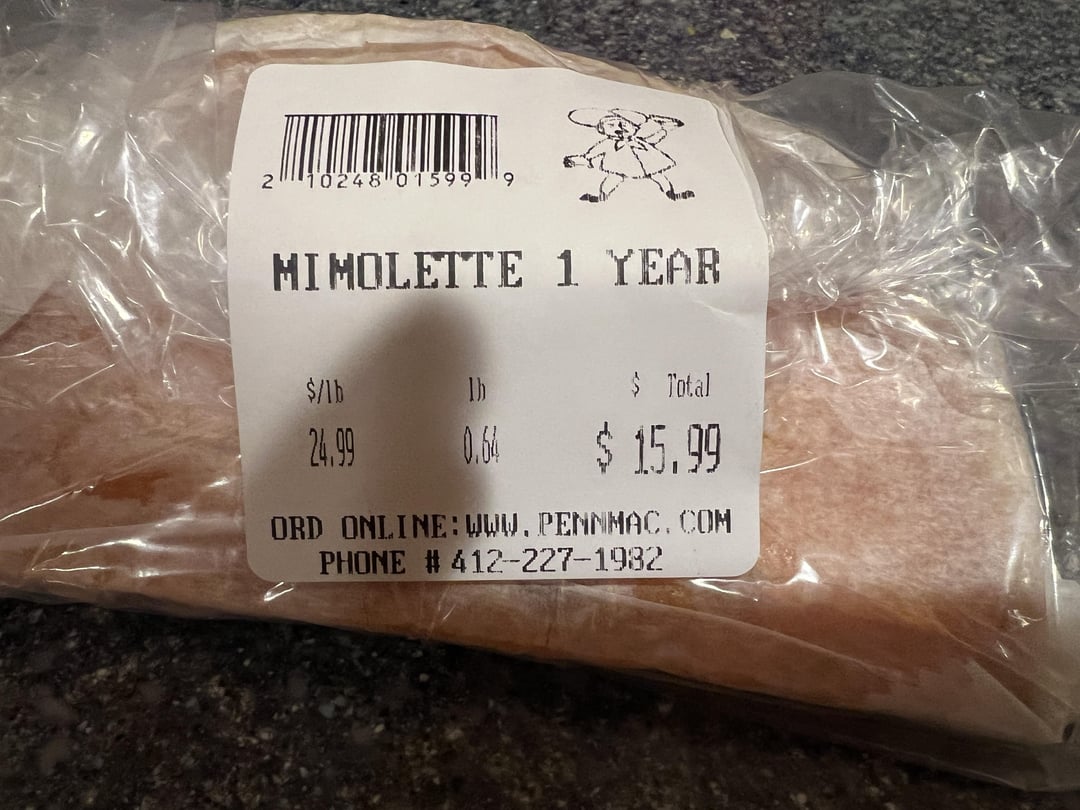 2 10248 01599 9
MIMOLETTE 1 YEAR
$/lb lb $ Total
24.99 0.64 $ 15.99
ORD ONLINE:WWW.PENNMAC.COM
PHONE # 412-227-1982